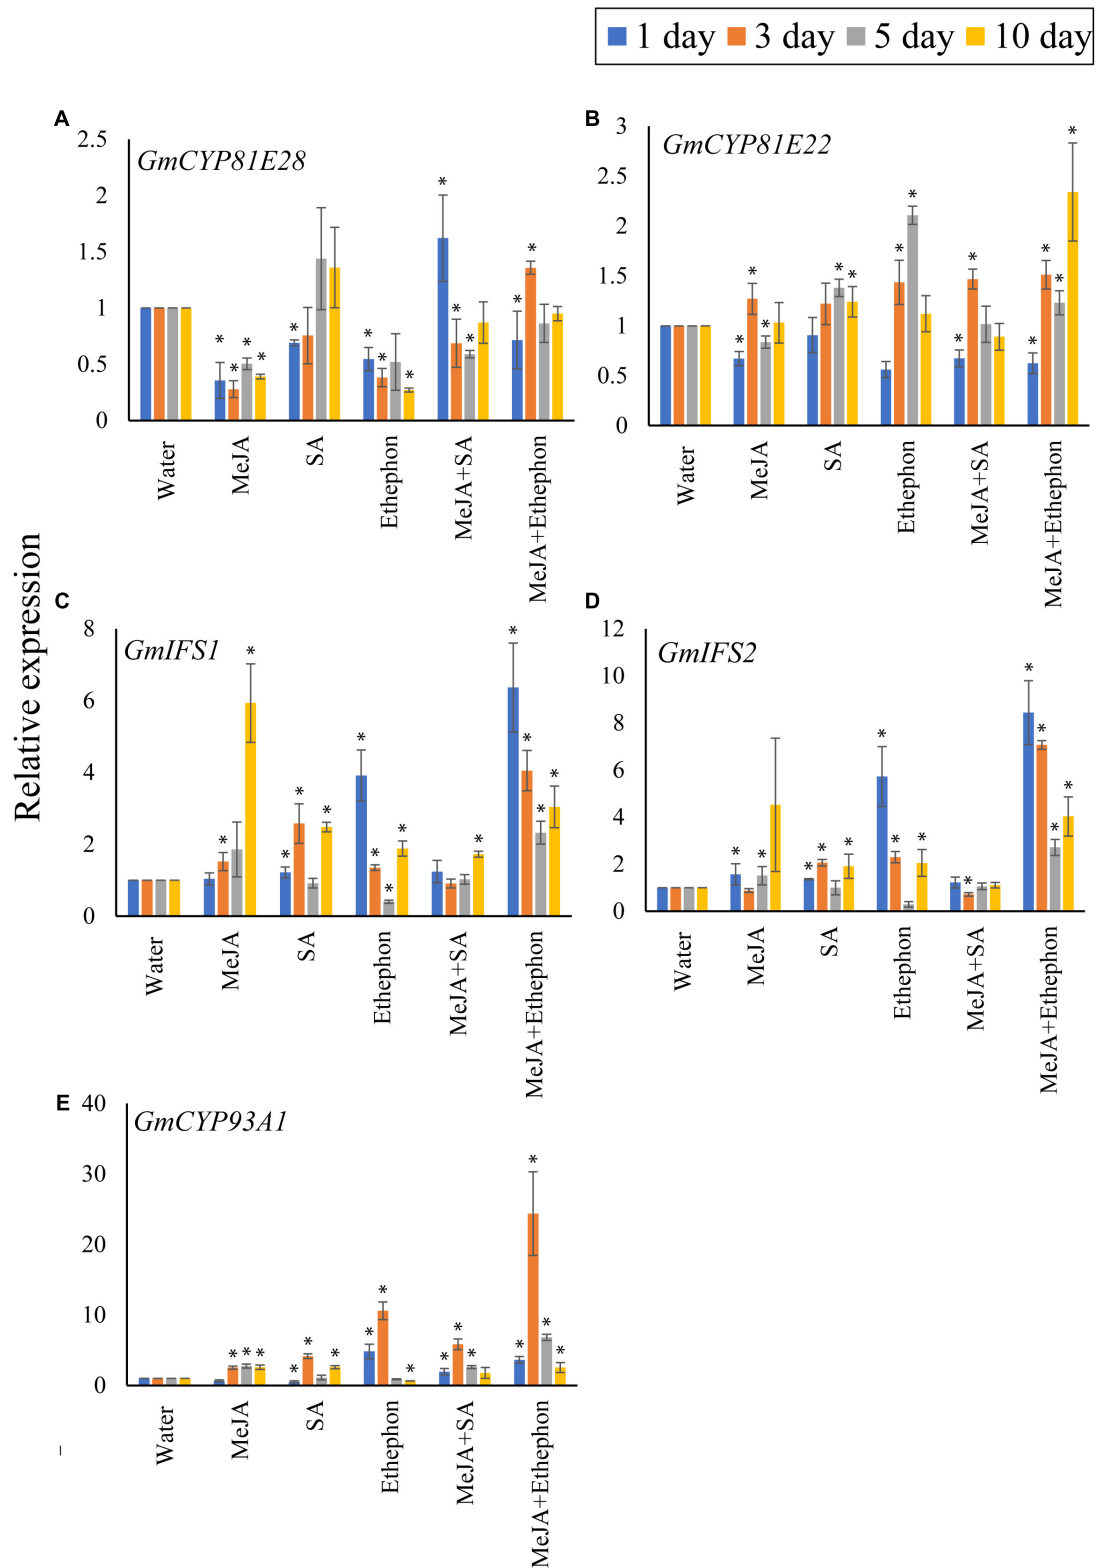 1 day 3 day 5 day 10 day
A
GmCYP81E28
2.5
2
1.5
1
0.5
0
* * * * * * * * * * * * * *
Water
MeJA
SA
Ethephon
MeJA+SA
MeJA+Ethephon
B
GmCYP81E22
3
2.5
2
1.5
1
0.5
0
* * * * * * * * * * * * *
Water
MeJA
SA
Ethephon
MeJA+SA
MeJA+Ethephon
Relative expression
C
GmIFS1
8
6
4
2
0
* * * * * * * * * * * * * *
Water
MeJA
SA
Ethephon
MeJA+SA
MeJA+Ethephon
D
GmIFS2
12
10
8
6
4
2
0
* * * * * * * * * * * * *
Water
MeJA
SA
Ethephon
MeJA+SA
MeJA+Ethephon
E
GmCYP93A1
40
30
20
10
0
* * * * * * * * * * * * * * * *
Water
MeJA
SA
Ethephon
MeJA+SA
MeJA+Ethephon